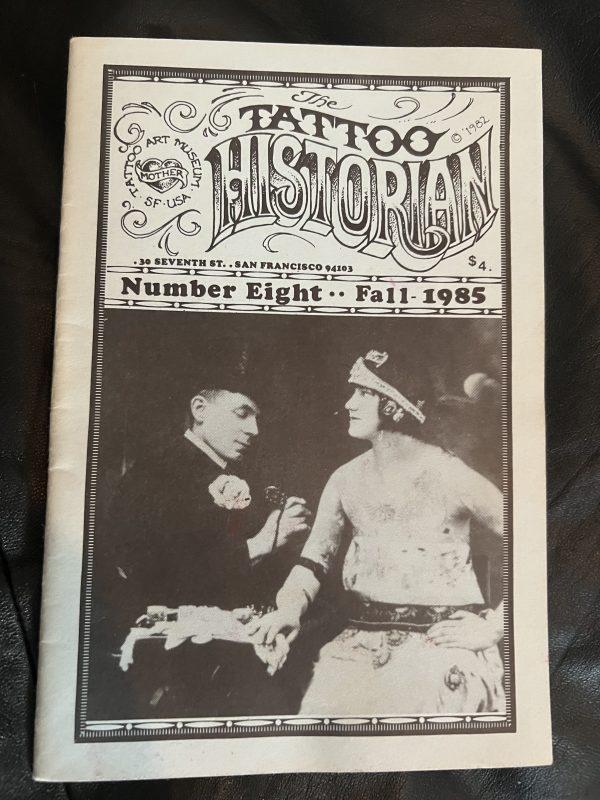 The
TATTOO
© 1982
HISTORIAN
TATTOO ART MUSEUM.
MOTHER
· SF · USA ·
. 30 SEVENTH ST. . SAN FRANCISCO 94103
$4.
Number Eight ·· Fall-1985